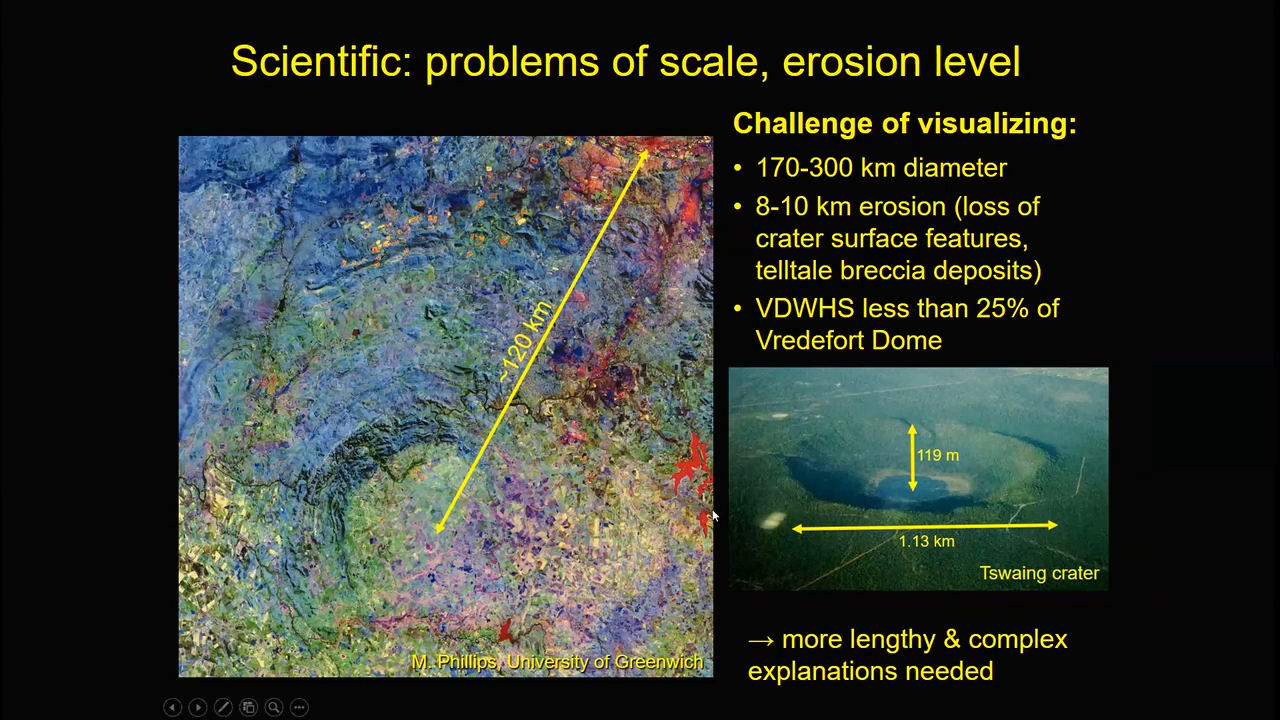 Scientific: problems of scale, erosion level
Challenge of visualizing:
• 170-300 km diameter
• 8-10 km erosion (loss of
crater surface features,
telltale breccia deposits)
• VDWHS less than 25% of
Vredefort Dome
~120 km
119 m
1.13 km
Tswaing crater
M. Phillips, University of Greenwich
→ more lengthy & complex
explanations needed